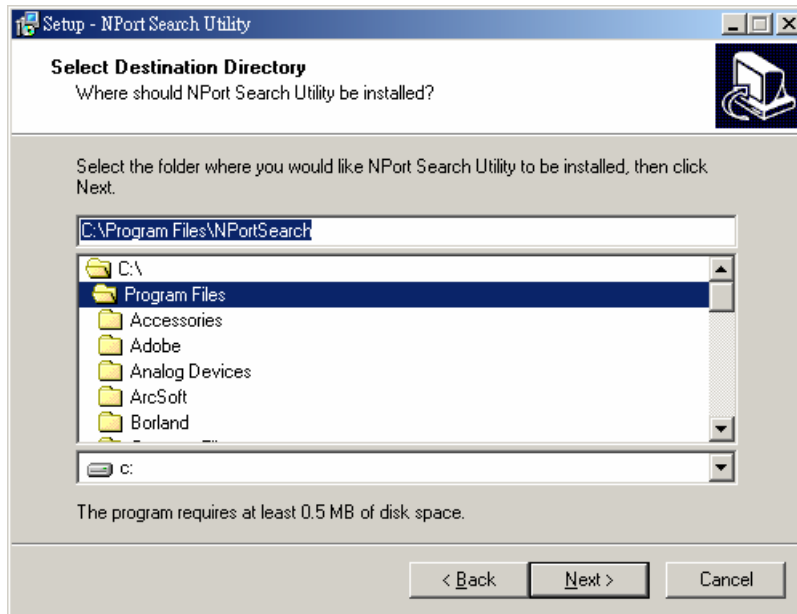 Setup - NPort Search Utility
Select Destination Directory
Where should NPort Search Utility be installed?
Select the folder where you would like NPort Search Utility to be installed, then click
Next.
C:\Program Files\NPortSearch
C:\
Program Files
Accessories
Adobe
Analog Devices
ArcSoft
Borland
c:
The program requires at least 0.5 MB of disk space.
< Back
Next >
Cancel